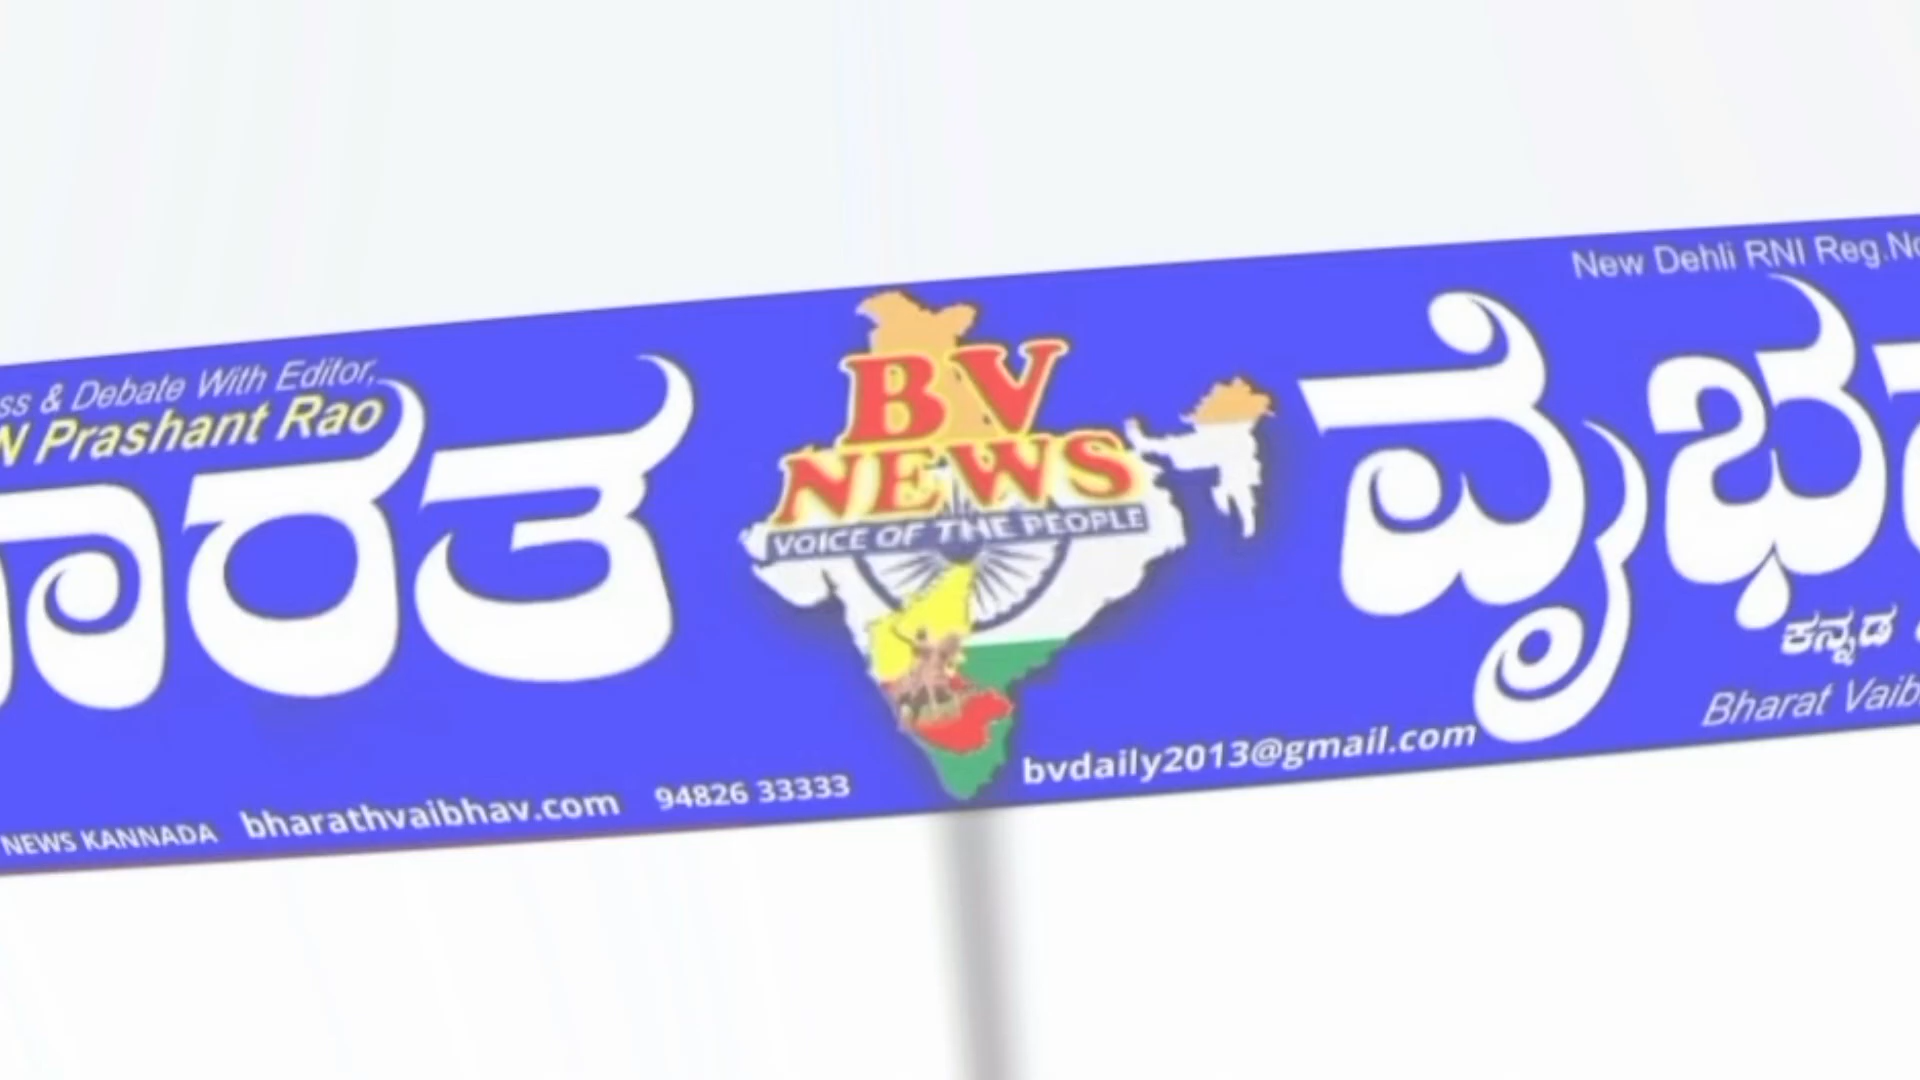 ss & Debate With Editor,
N Prashant Rao
ಾರತ
BV
NEWS
VOICE OF THE PEOPLE
New Dehli RNI Reg.No
ವೈಭ
ಕನ್ನಡ
Bharat Vaib
NEWS KANNADA bharathvaibhav.com 94826 33333
bvdaily2013@gmail.com